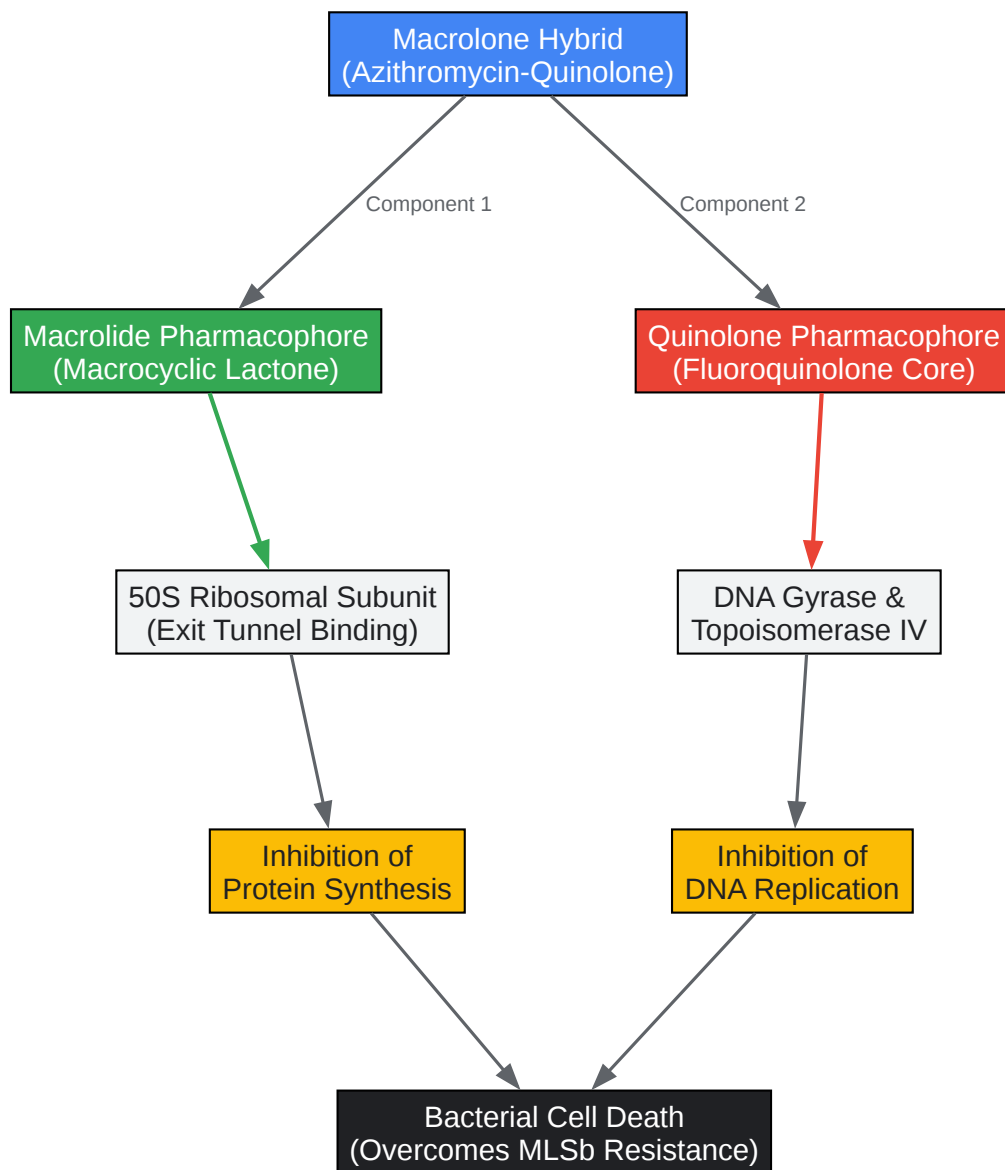 Macrolone Hybrid
(Azithromycin-Quinolone)
Component 1
Component 2
Macrolide Pharmacophore
(Macrocyclic Lactone)
Quinolone Pharmacophore
(Fluoroquinolone Core)
50S Ribosomal Subunit
(Exit Tunnel Binding)
DNA Gyrase &
Topoisomerase IV
Inhibition of
Protein Synthesis
Inhibition of
DNA Replication
Bacterial Cell Death
(Overcomes MLSb Resistance)